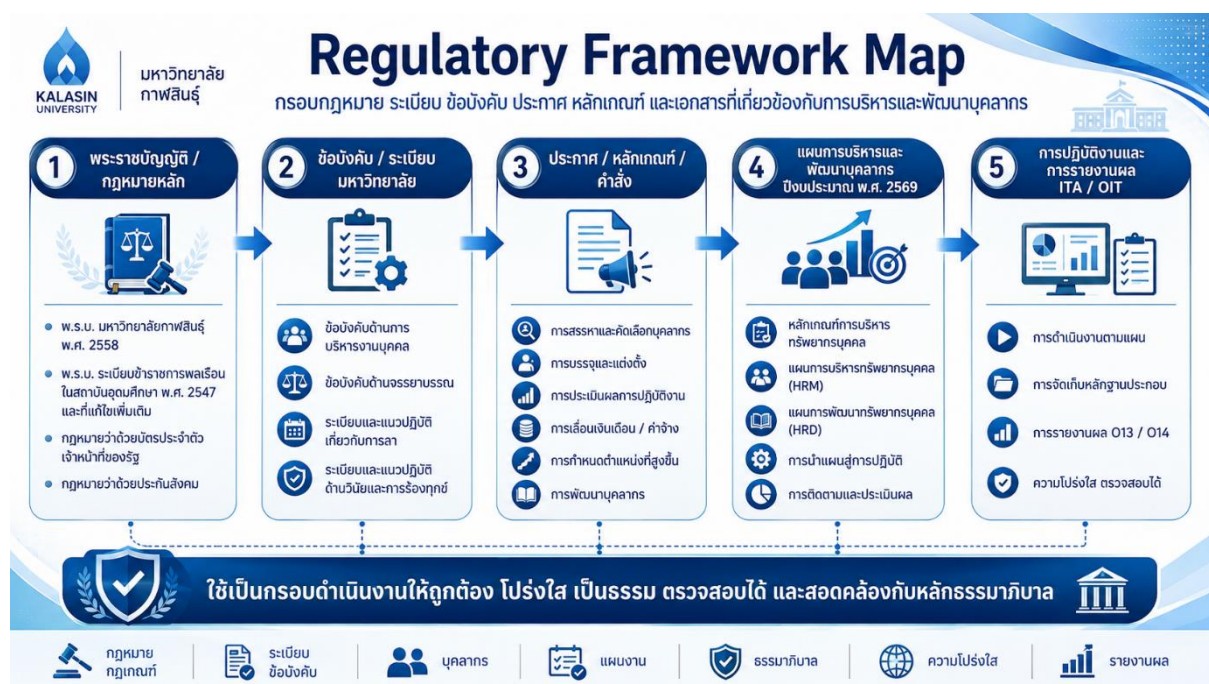 KALASIN
UNIVERSITY
มหาวิทยาลัย
กาฬสินธุ์
Regulatory Framework Map
กรอบกฎหมาย ระเบียบ ข้อบังคับ ประกาศ หลักเกณฑ์ และเอกสารที่เกี่ยวข้องกับการบริหารและพัฒนาบุคลากร
1
พระราชบัญญัติ /
กฎหมายหลัก
พ.ร.บ. มหาวิทยาลัยกาฬสินธุ์
พ.ศ. 2558
พ.ร.บ. ระเบียบข้าราชการพลเรือน
ในสถาบันอุดมศึกษา พ.ศ. 2547
และที่แก้ไขเพิ่มเติม
กฎหมายว่าด้วยบัตรประจำตัว
เจ้าหน้าที่ของรัฐ
กฎหมายว่าด้วยประกันสังคม
2
ข้อบังคับ / ระเบียบ
มหาวิทยาลัย
ข้อบังคับด้านการ
บริหารงานบุคคล
ข้อบังคับด้านจรรยาบรรณ
ระเบียบและแนวปฏิบัติ
เกี่ยวกับการลา
ระเบียบและแนวปฏิบัติ
ด้านวินัยและการร้องทุกข์
3
ประกาศ / หลักเกณฑ์ /
คำสั่ง
การสรรหาและคัดเลือกบุคลากร
การบรรจุและแต่งตั้ง
การประเมินผลการปฏิบัติงาน
การเลื่อนเงินเดือน / ค่าจ้าง
การกำหนดตำแหน่งที่สูงขึ้น
การพัฒนาบุคลากร
4
แผนการบริหารและ
พัฒนาบุคลากร
ปีงบประมาณ พ.ศ. 2569
หลักเกณฑ์การบริหาร
ทรัพยากรบุคคล
แผนการบริหารทรัพยากรบุคคล
(HRM)
แผนการพัฒนาทรัพยากรบุคคล
(HRD)
การนำแผนสู่การปฏิบัติ
การติดตามและประเมินผล
5
การปฏิบัติงานและ
การรายงานผล
ITA / OIT
การดำเนินงานตามแผน
การจัดเก็บหลักฐานประกอบ
การรายงานผล O13 / O14
ความโปร่งใส ตรวจสอบได้
ใช้เป็นกรอบดำเนินงานให้ถูกต้อง โปร่งใส เป็นธรรม ตรวจสอบได้ และสอดคล้องกับหลักธรรมาภิบาล
กฎหมาย
กฎเกณฑ์
ระเบียบ
ข้อบังคับ
บุคลากร
แผนงาน
ธรรมาภิบาล
ความโปร่งใส
รายงานผล